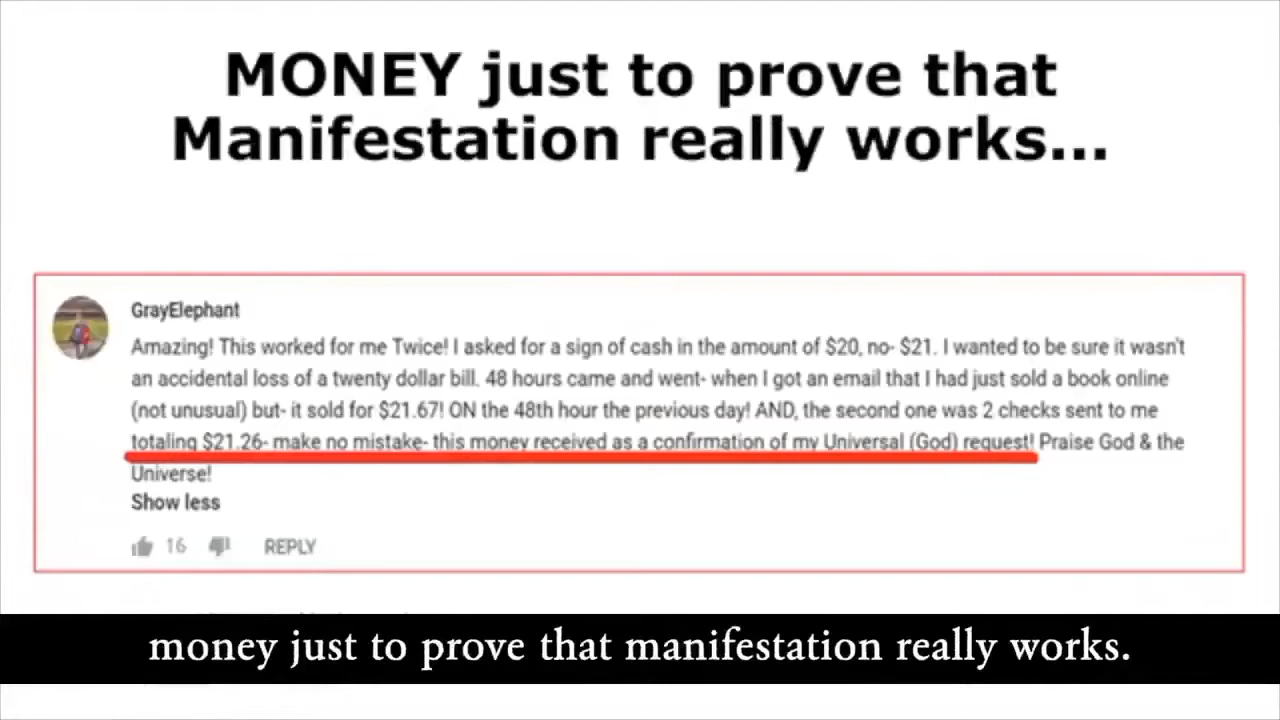 MONEY just to prove that
Manifestation really works...
GrayElephant
Amazing! This worked for me Twice! I asked for a sign of cash in the amount of $20, no- $21. I wanted to be sure it wasn't
an accidental loss of a twenty dollar bill. 48 hours came and went- when I got an email that I had just sold a book online
(not unusual) but- it sold for $21.67! ON the 48th hour the previous day! AND, the second one was 2 checks sent to me
totaling $21.26- make no mistake- this money received as a confirmation of my Universal (God) request! Praise God & the
Universe!
Show less
16 REPLY
money just to prove that manifestation really works.